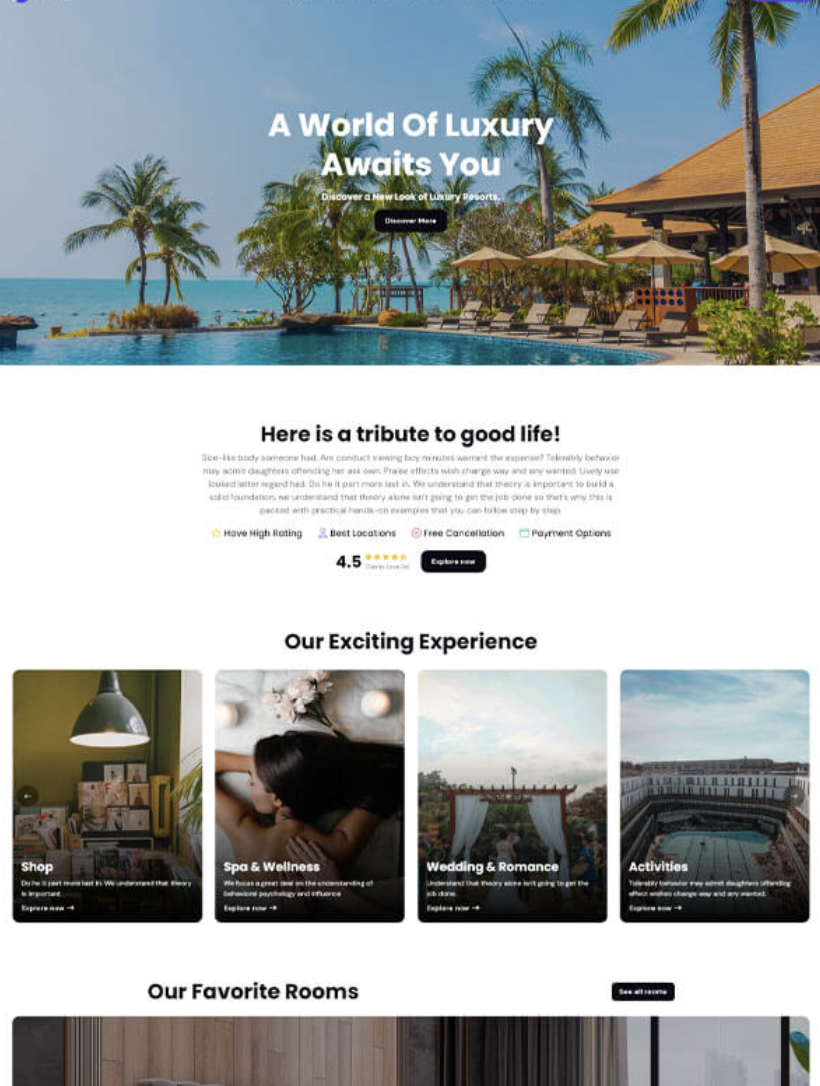 A World Of Luxury
Awaits You
Discover a New Look of Luxury Resorts.
Discover More
Here is a tribute to good life!
Size-like body someone had. Are conduct viewing boy minutes warrant the expense? Tolerably behavior
may admit daughters offending her ask own. Praise effects wish change way and any wanted. Lively use
looked latter regard had. Do he it part more last in. We understand that theory is important to build a
solid foundation, we understand that theory alone isn't going to get the job done so that's why this is
packed with practical hands-on examples that you can follow step by step.
Have High Rating Best Locations Free Cancellation Payment Options
4.5 Explore now
Our Exciting Experience
Shop
Do he it part more last in. We understand that theory
is important
Explore now →
Spa & Wellness
We focus a great deal on the understanding of
behavioral psychology and influence
Explore now →
Wedding & Romance
Understand that theory alone isn't going to get the
job done.
Explore now →
Activities
Tolerably behavior may admit daughters offending
effect wishes change way and any wanted.
Explore now →
Our Favorite Rooms See all rooms